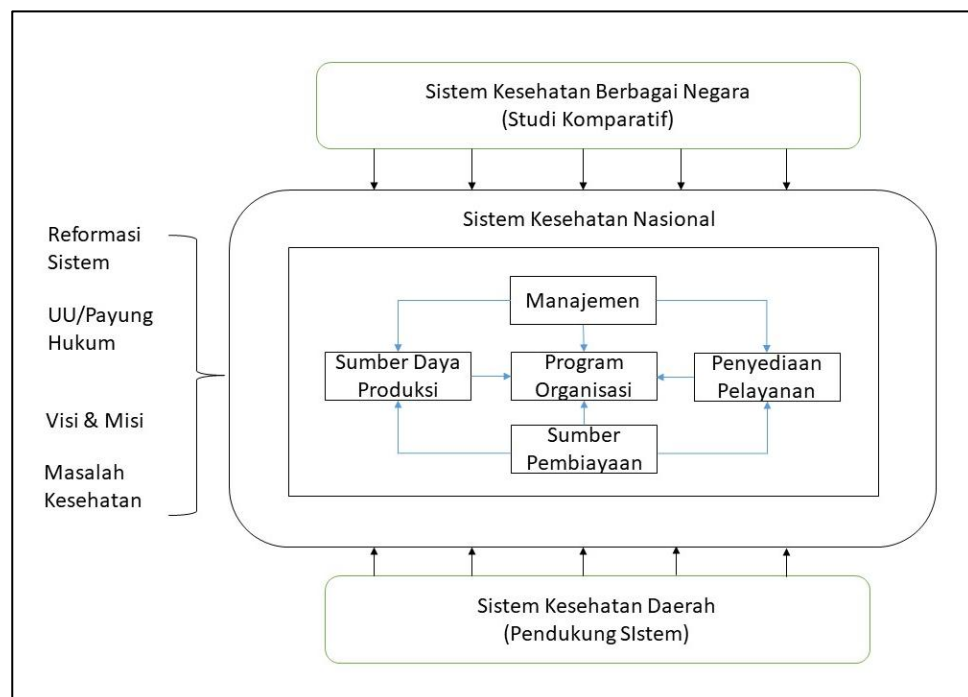 Sistem Kesehatan Berbagai Negara
(Studi Komparatif)
Sistem Kesehatan Nasional
Reformasi
Sistem
UU/Payung
Hukum
Visi & Misi
Masalah
Kesehatan
Manajemen
Sumber Daya
Produksi
Program
Organisasi
Penyediaan
Pelayanan
Sumber
Pembiayaan
Sistem Kesehatan Daerah
(Pendukung SIstem)